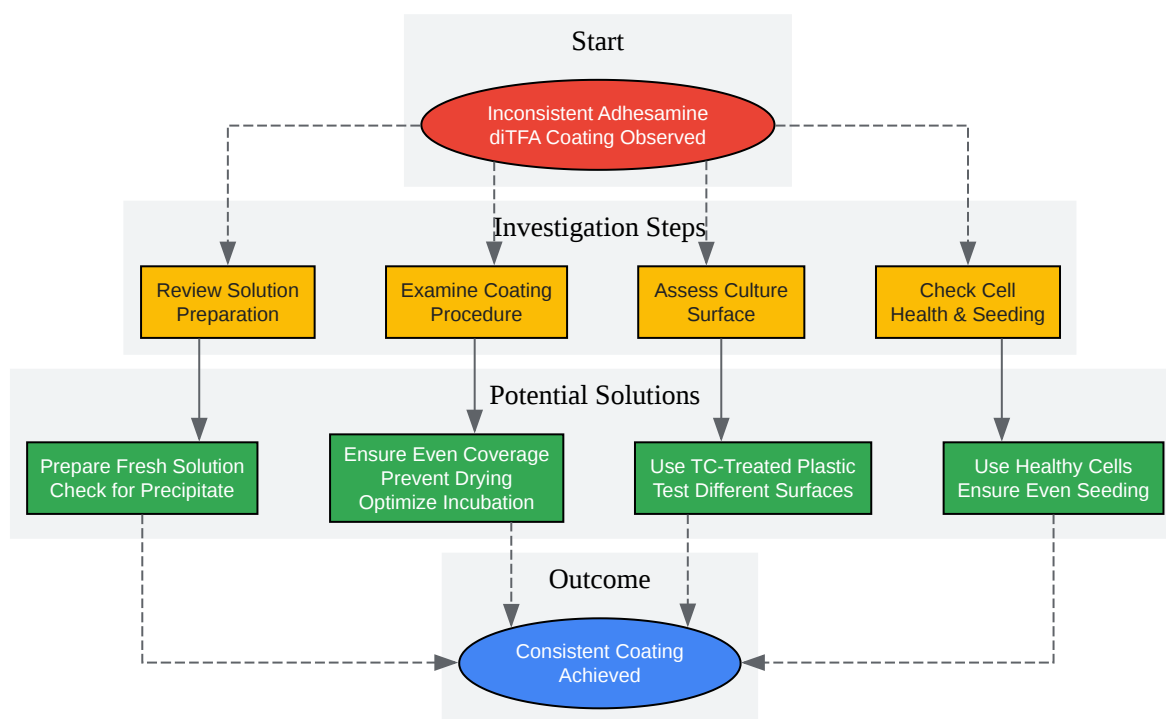 Start
Inconsistent Adhesamine
diTFA Coating Observed
Investigation Steps
Review Solution
Preparation
Examine Coating
Procedure
Assess Culture
Surface
Check Cell
Health & Seeding
Potential Solutions
Prepare Fresh Solution
Check for Precipitate
Ensure Even Coverage
Prevent Drying
Optimize Incubation
Use TC-Treated Plastic
Test Different Surfaces
Use Healthy Cells
Ensure Even Seeding
Outcome
Consistent Coating
Achieved